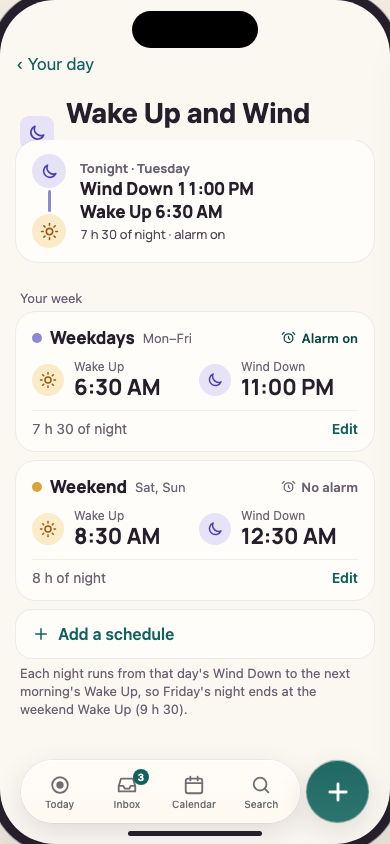 ‹ Your day
Wake Up and Wind
Tonight · Tuesday
Wind Down 11:00 PM
Wake Up 6:30 AM
7 h 30 of night · alarm on
Your week
Weekdays Mon–Fri Alarm on
Wake Up Wind Down
6:30 AM 11:00 PM
7 h 30 of night Edit
Weekend Sat, Sun No alarm
Wake Up Wind Down
8:30 AM 12:30 AM
8 h of night Edit
+ Add a schedule
Each night runs from that day's Wind Down to the next
morning's Wake Up, so Friday's night ends at the
weekend Wake Up (9 h 30).
3
Today Inbox Calendar Search